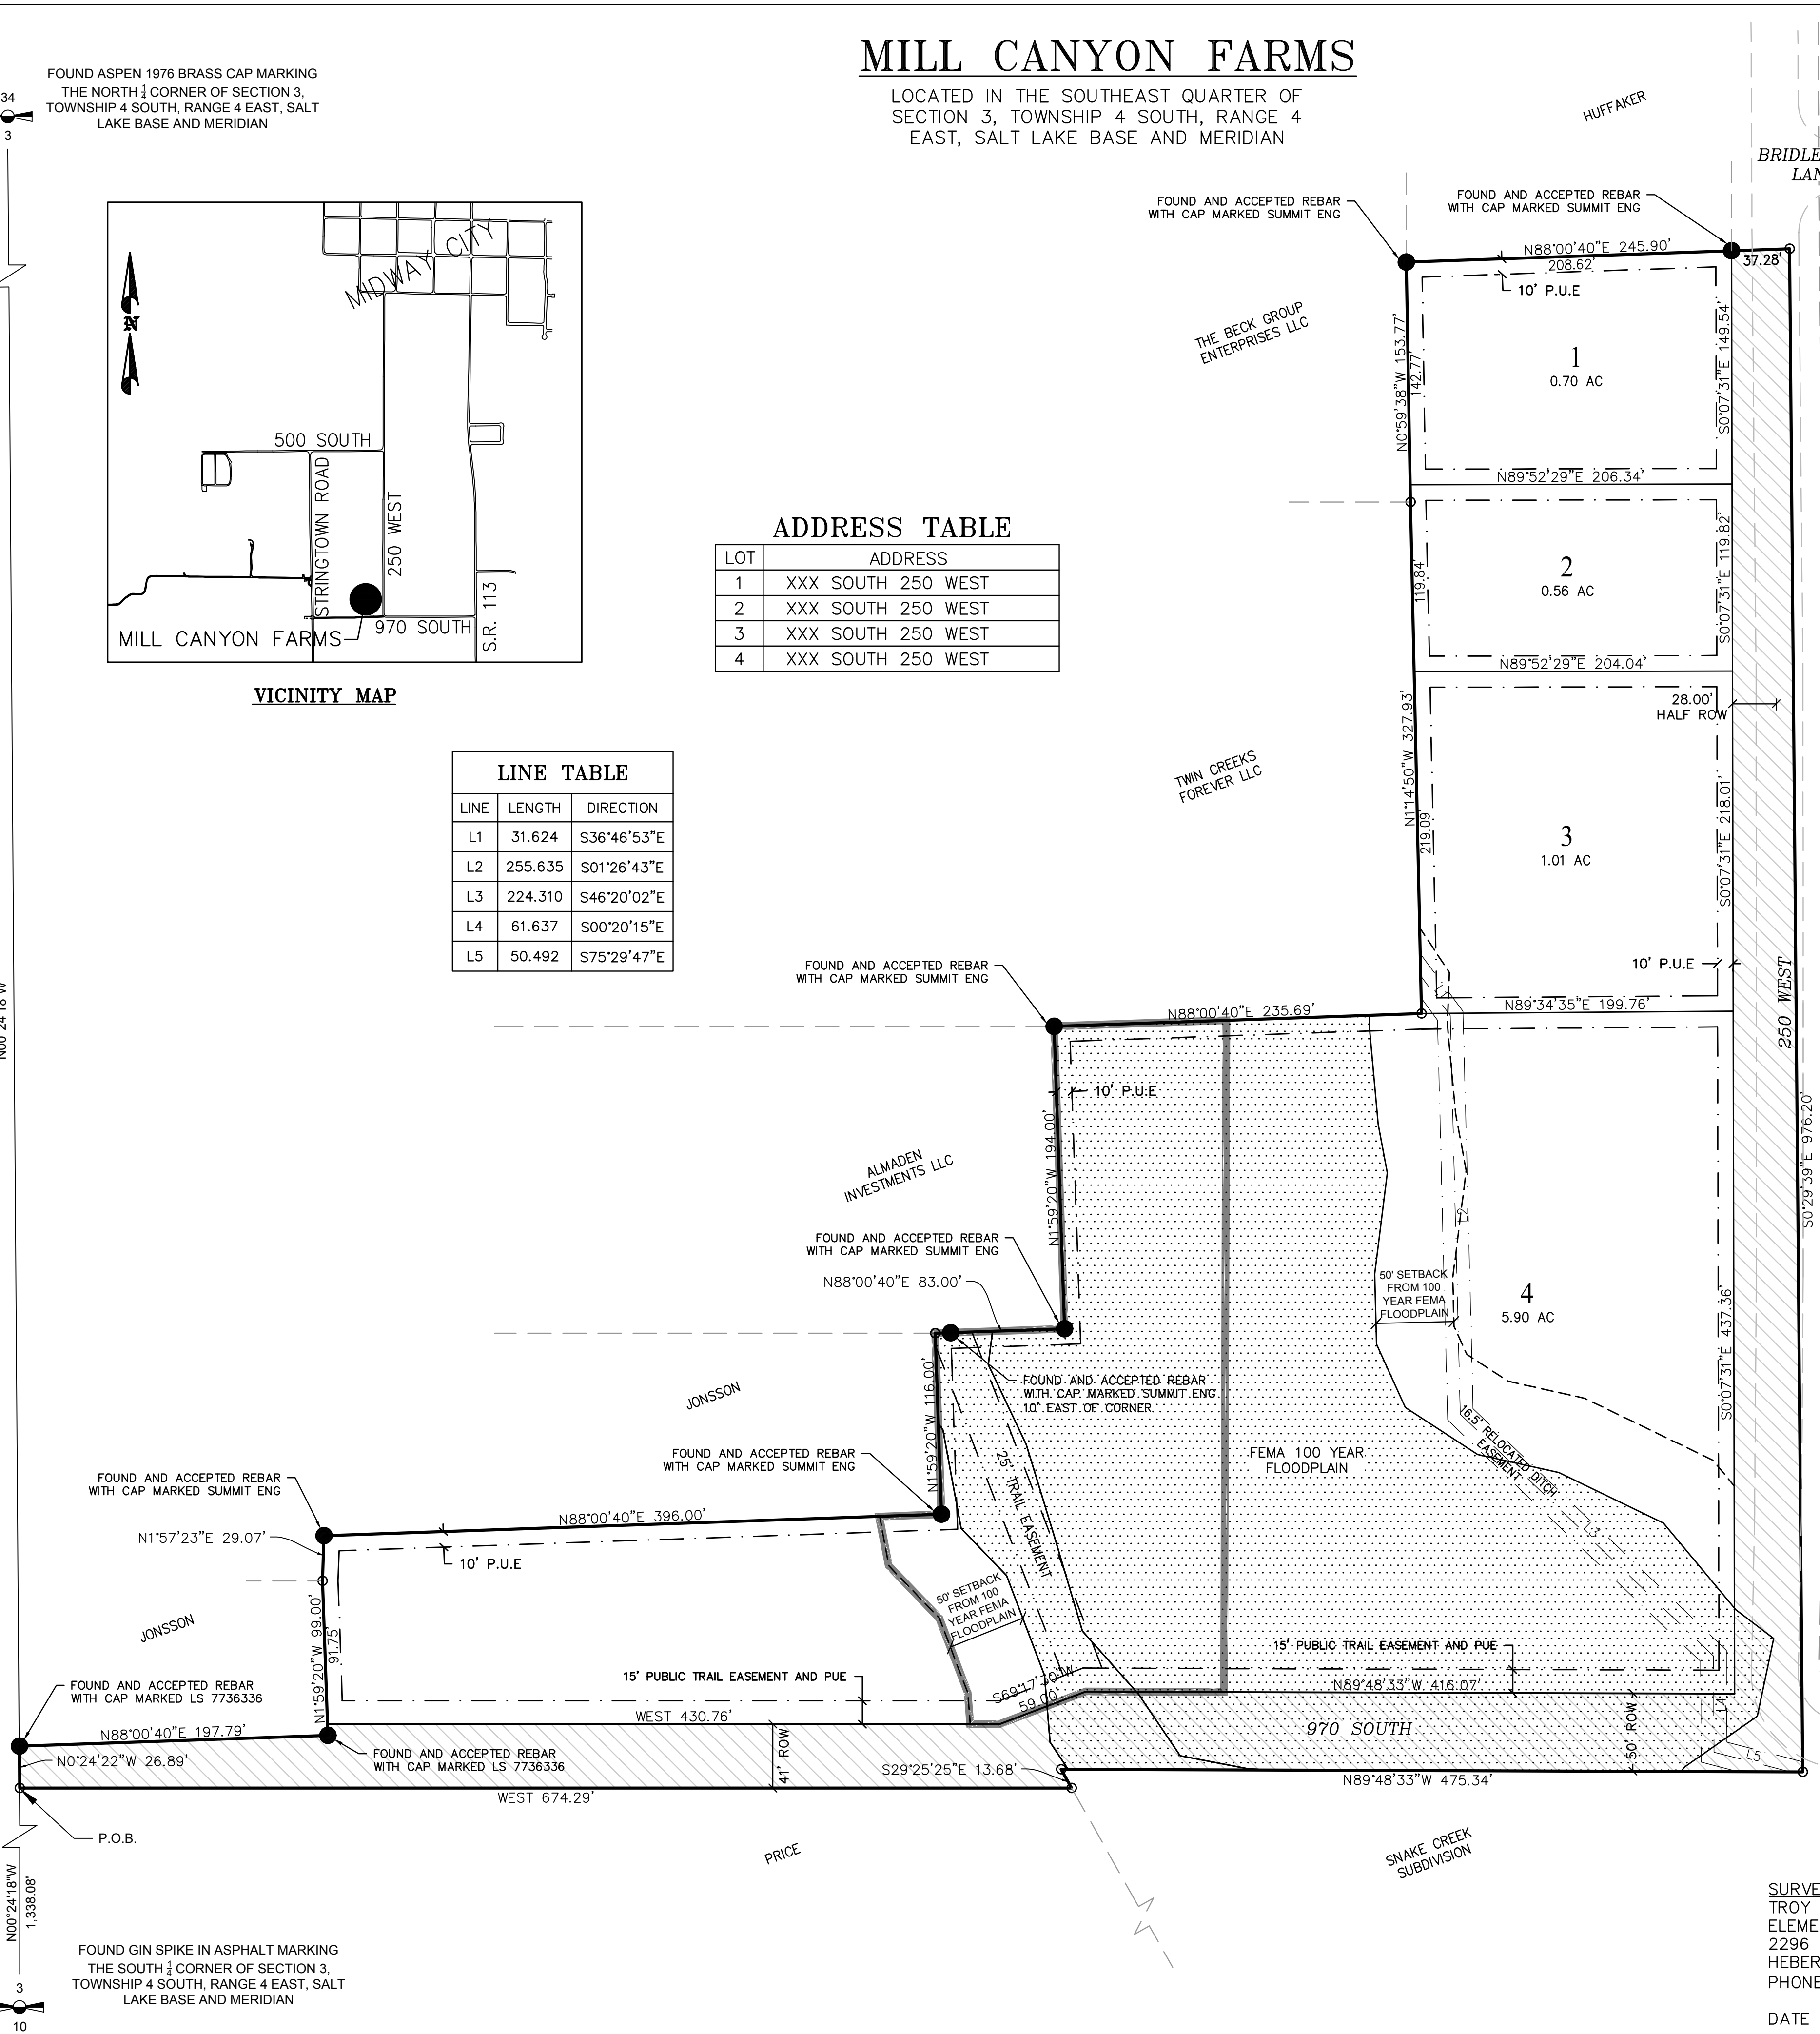 MILL CANYON FARMS
LOCATED IN THE SOUTHEAST QUARTER OF
SECTION 3, TOWNSHIP 4 SOUTH, RANGE 4
EAST, SALT LAKE BASE AND MERIDIAN
FOUND ASPEN 1976 BRASS CAP MARKING
THE NORTH 1/4 CORNER OF SECTION 3,
TOWNSHIP 4 SOUTH, RANGE 4 EAST, SALT
LAKE BASE AND MERIDIAN
34
3
HUFFAKER
BRIDLE
LAN
MIDWAY CITY
N
500 SOUTH
STRINGTOWN ROAD
250 WEST
S.R. 113
970 SOUTH
MILL CANYON FARMS
VICINITY MAP
ADDRESS TABLE
LOT ADDRESS
1 XXX SOUTH 250 WEST
2 XXX SOUTH 250 WEST
3 XXX SOUTH 250 WEST
4 XXX SOUTH 250 WEST
LINE TABLE
LINE LENGTH DIRECTION
L1 31.624 S36°46'53"E
L2 255.635 S01°26'43"E
L3 224.310 S46°20'02"E
L4 61.637 S00°20'15"E
L5 50.492 S75°29'47"E
FOUND AND ACCEPTED REBAR
WITH CAP MARKED SUMMIT ENG
FOUND AND ACCEPTED REBAR
WITH CAP MARKED SUMMIT ENG
N88°00'40"E 245.90'
208.62'
37.28'
10' P.U.E
THE BECK GROUP
ENTERPRISES LLC
N0°59'38"W 153.77'
142.77'
1
0.70 AC
S0°07'31"E 149.54'
N89°52'29"E 206.34'
119.84'
2
0.56 AC
S0°07'31"E 119.82'
N89°52'29"E 204.04'
28.00'
HALF ROW
TWIN CREEKS
FOREVER LLC
N1°14'50"W 327.93'
219.09'
3
1.01 AC
S0°07'31"E 218.01'
10' P.U.E
N89°34'35"E 199.76'
250 WEST
S0°29'39"E 976.20'
FOUND AND ACCEPTED REBAR
WITH CAP MARKED SUMMIT ENG
N88°00'40"E 235.69'
10' P.U.E
N1°59'20"W 194.00'
ALMADEN
INVESTMENTS LLC
L2
FOUND AND ACCEPTED REBAR
WITH CAP MARKED SUMMIT ENG
N88°00'40"E 83.00'
50' SETBACK
FROM 100
YEAR FEMA
FLOODPLAIN
4
5.90 AC
S0°07'31"E 437.36'
JONSSON
N1°59'20"W 116.00'
FOUND AND ACCEPTED REBAR
WITH CAP MARKED SUMMIT ENG
10' EAST OF CORNER
16.5' RELOCATED DITCH
EASEMENT
FEMA 100 YEAR
FLOODPLAIN
25' TRAIL EASEMENT
FOUND AND ACCEPTED REBAR
WITH CAP MARKED SUMMIT ENG
FOUND AND ACCEPTED REBAR
WITH CAP MARKED SUMMIT ENG
N88°00'40"E 396.00'
N1°57'23"E 29.07'
10' P.U.E
L3
50' SETBACK
FROM 100
YEAR FEMA
FLOODPLAIN
JONSSON
N1°59'20"W 99.00'
91.75'
15' PUBLIC TRAIL EASEMENT AND PUE
15' PUBLIC TRAIL EASEMENT AND PUE
FOUND AND ACCEPTED REBAR
WITH CAP MARKED LS 7736336
S69°17'30"W
59.00'
N89°48'33"W 416.07'
L4
WEST 430.76'
N88°00'40"E 197.79'
970 SOUTH
50' ROW
N0°24'22"W 26.89'
FOUND AND ACCEPTED REBAR
WITH CAP MARKED LS 7736336
41' ROW
S29°25'25"E 13.68'
L5
N89°48'33"W 475.34'
WEST 674.29'
P.O.B.
PRICE
SNAKE CREEK
SUBDIVISION
N00°24'18"W
1,338.08'
FOUND GIN SPIKE IN ASPHALT MARKING
THE SOUTH 1/4 CORNER OF SECTION 3,
TOWNSHIP 4 SOUTH, RANGE 4 EAST, SALT
LAKE BASE AND MERIDIAN
3
10
SURVE
TROY
ELEME
2296
HEBER
PHONE
DATE